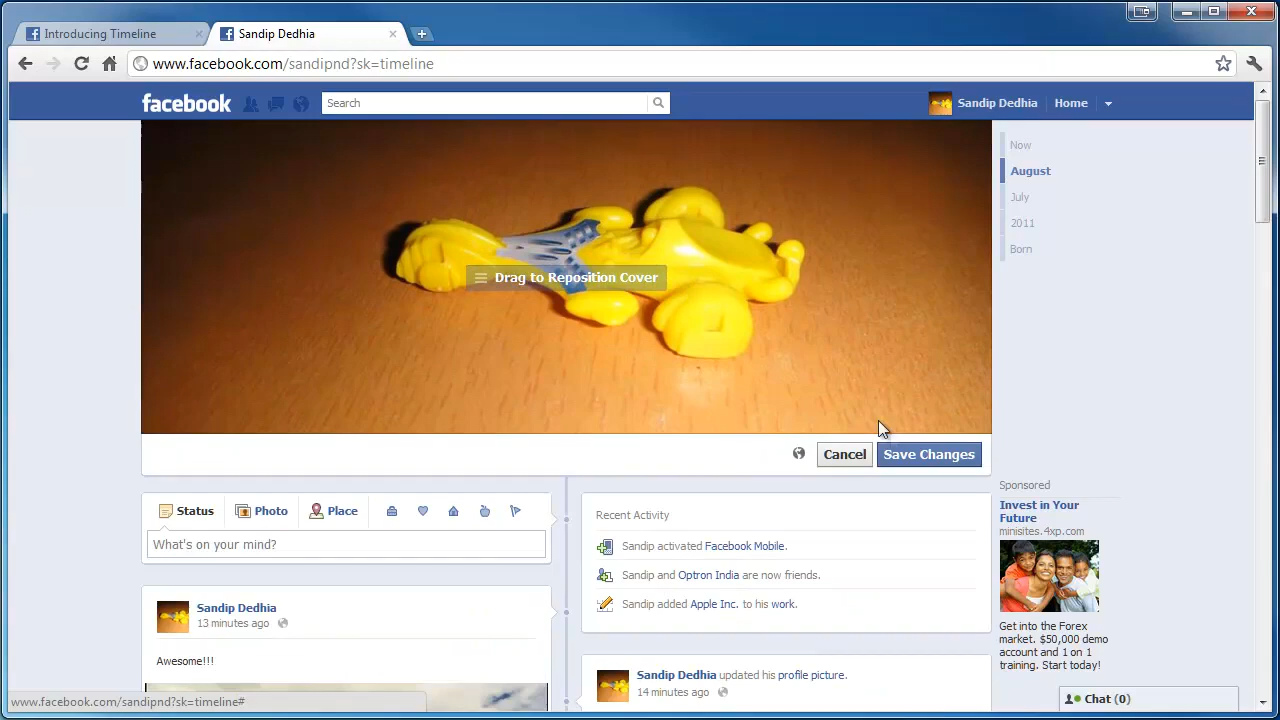 Introducing Timeline
Sandip Dedhia
www.facebook.com/sandipnd?sk=timeline
facebook
Search
Sandip Dedhia
Home
Now
August
July
2011
Born
Drag to Reposition Cover
Cancel
Save Changes
Status
Photo
Place
What's on your mind?
Sandip Dedhia
13 minutes ago
Awesome!!!
Recent Activity
Sandip activated Facebook Mobile.
Sandip and Optron India are now friends.
Sandip added Apple Inc. to his work.
Sandip Dedhia updated his profile picture.
14 minutes ago
Sponsored
Invest in Your
Future
minisites.4xp.com
Get into the Forex
market. $50,000 demo
account and 1 on 1
training. Start today!
Chat (0)
www.facebook.com/sandipnd?sk=timeline#